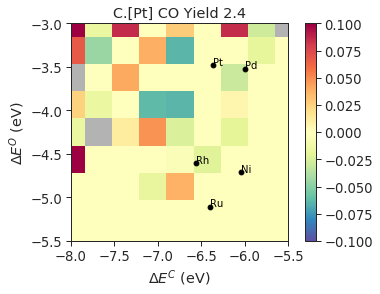 C.[Pt] CO Yield 2.4
−3.0
−3.5
−4.0
−4.5
−5.0
−5.5
ΔE^O (eV)
Pt
Pd
Rh
Ni
Ru
−8.0 −7.5 −7.0 −6.5 −6.0 −5.5
ΔE^C (eV)
0.100
0.075
0.050
0.025
0.000
−0.025
−0.050
−0.075
−0.100